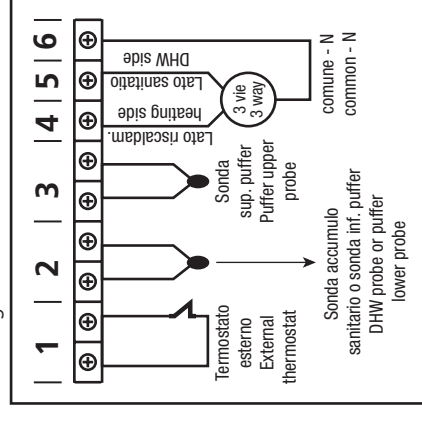 1 2 3 4 5 6
Termostato
esterno
External
thermostat
Sonda accumulo
sanitario o sonda inf. puffer
DHW probe or puffer
lower probe
Sonda
sup. puffer
Puffer upper
probe
Lato riscaldam.
heating side
Lato sanitatio
DHW side
3 vie
3 way
comune - N
common - N